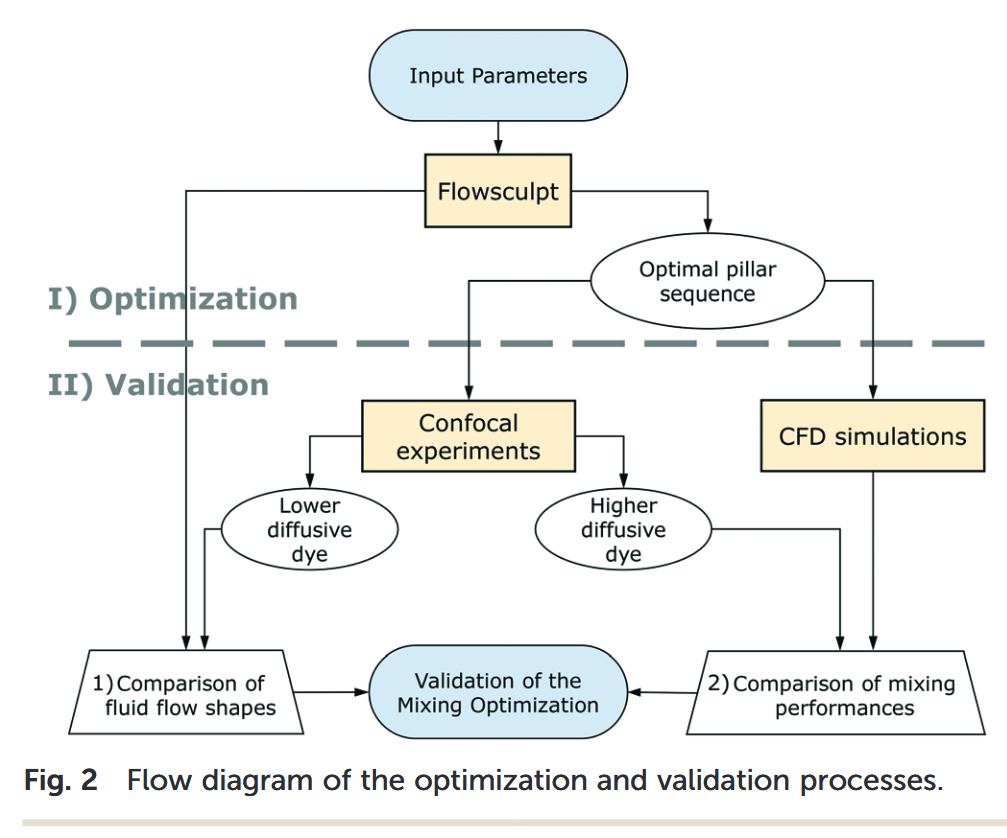 Input Parameters
Flowsculpt
Optimal pillar
sequence
I) Optimization
II) Validation
Confocal
experiments
CFD simulations
Lower
diffusive
dye
Higher
diffusive
dye
1) Comparison of
fluid flow shapes
Validation of the
Mixing Optimization
2) Comparison of mixing
performances
Fig. 2 Flow diagram of the optimization and validation processes.